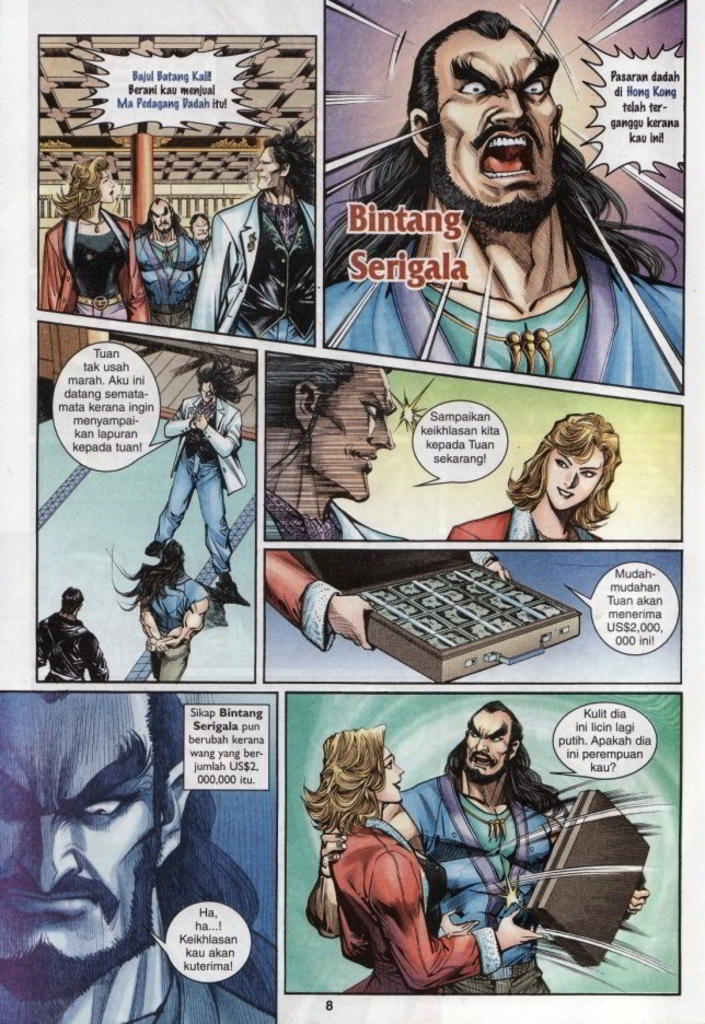 Bajul Batang Kali!
Berani kau menjual
Ma Pedagang Dadah itu!
Pasaran dadah
di Hong Kong
telah ter-
ganggu kerana
kau ini!
Bintang
Serigala
Tuan
tak usah
marah. Aku ini
datang semata-
mata kerana ingin
menyampai-
kan lapuran
kepada tuan!
Sampaikan
keikhlasan kita
kepada Tuan
sekarang!
Mudah-
mudahan
Tuan akan
menerima
US$2,000,
000 ini!
Sikap Bintang
Serigala pun
berubah kerana
wang yang ber-
jumlah US$2,
000,000 itu.
Ha,
ha...!
Keikhlasan
kau akan
kuterima!
Kulit dia
ini licin lagi
putih. Apakah dia
ini perempuan
kau?
8